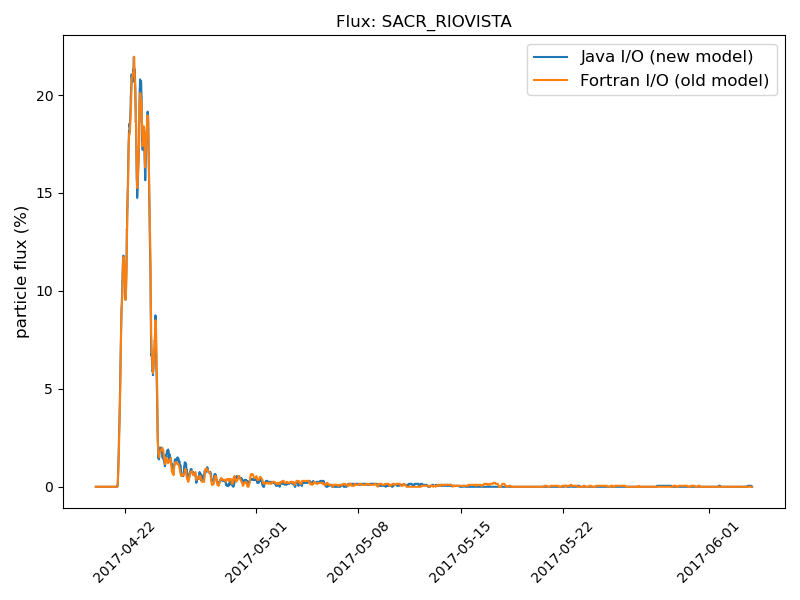 Flux: SACR_RIOVISTA
Java I/O (new model)
Fortran I/O (old model)
particle flux (%)
20
15
10
5
0
2017-04-22
2017-05-01
2017-05-08
2017-05-15
2017-05-22
2017-06-01